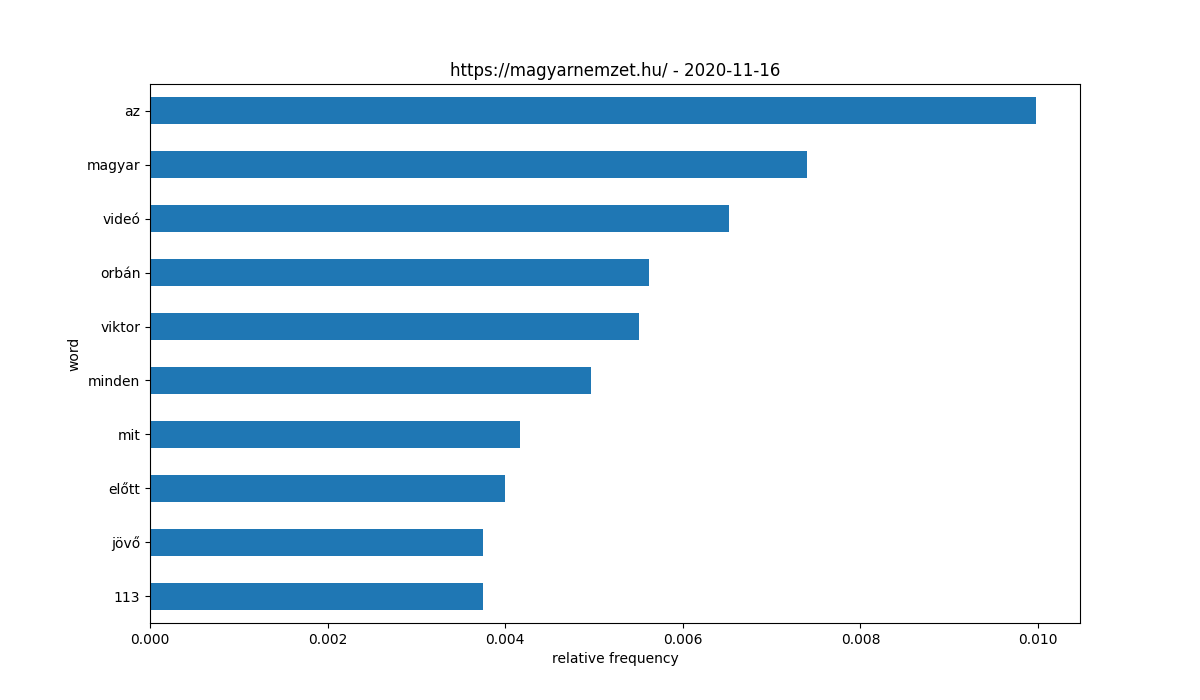 https://magyarnemzet.hu/ - 2020-11-16
az
magyar
videó
orbán
viktor
minden
mit
előtt
jövő
113
word
0.000 0.002 0.004 0.006 0.008 0.010
relative frequency